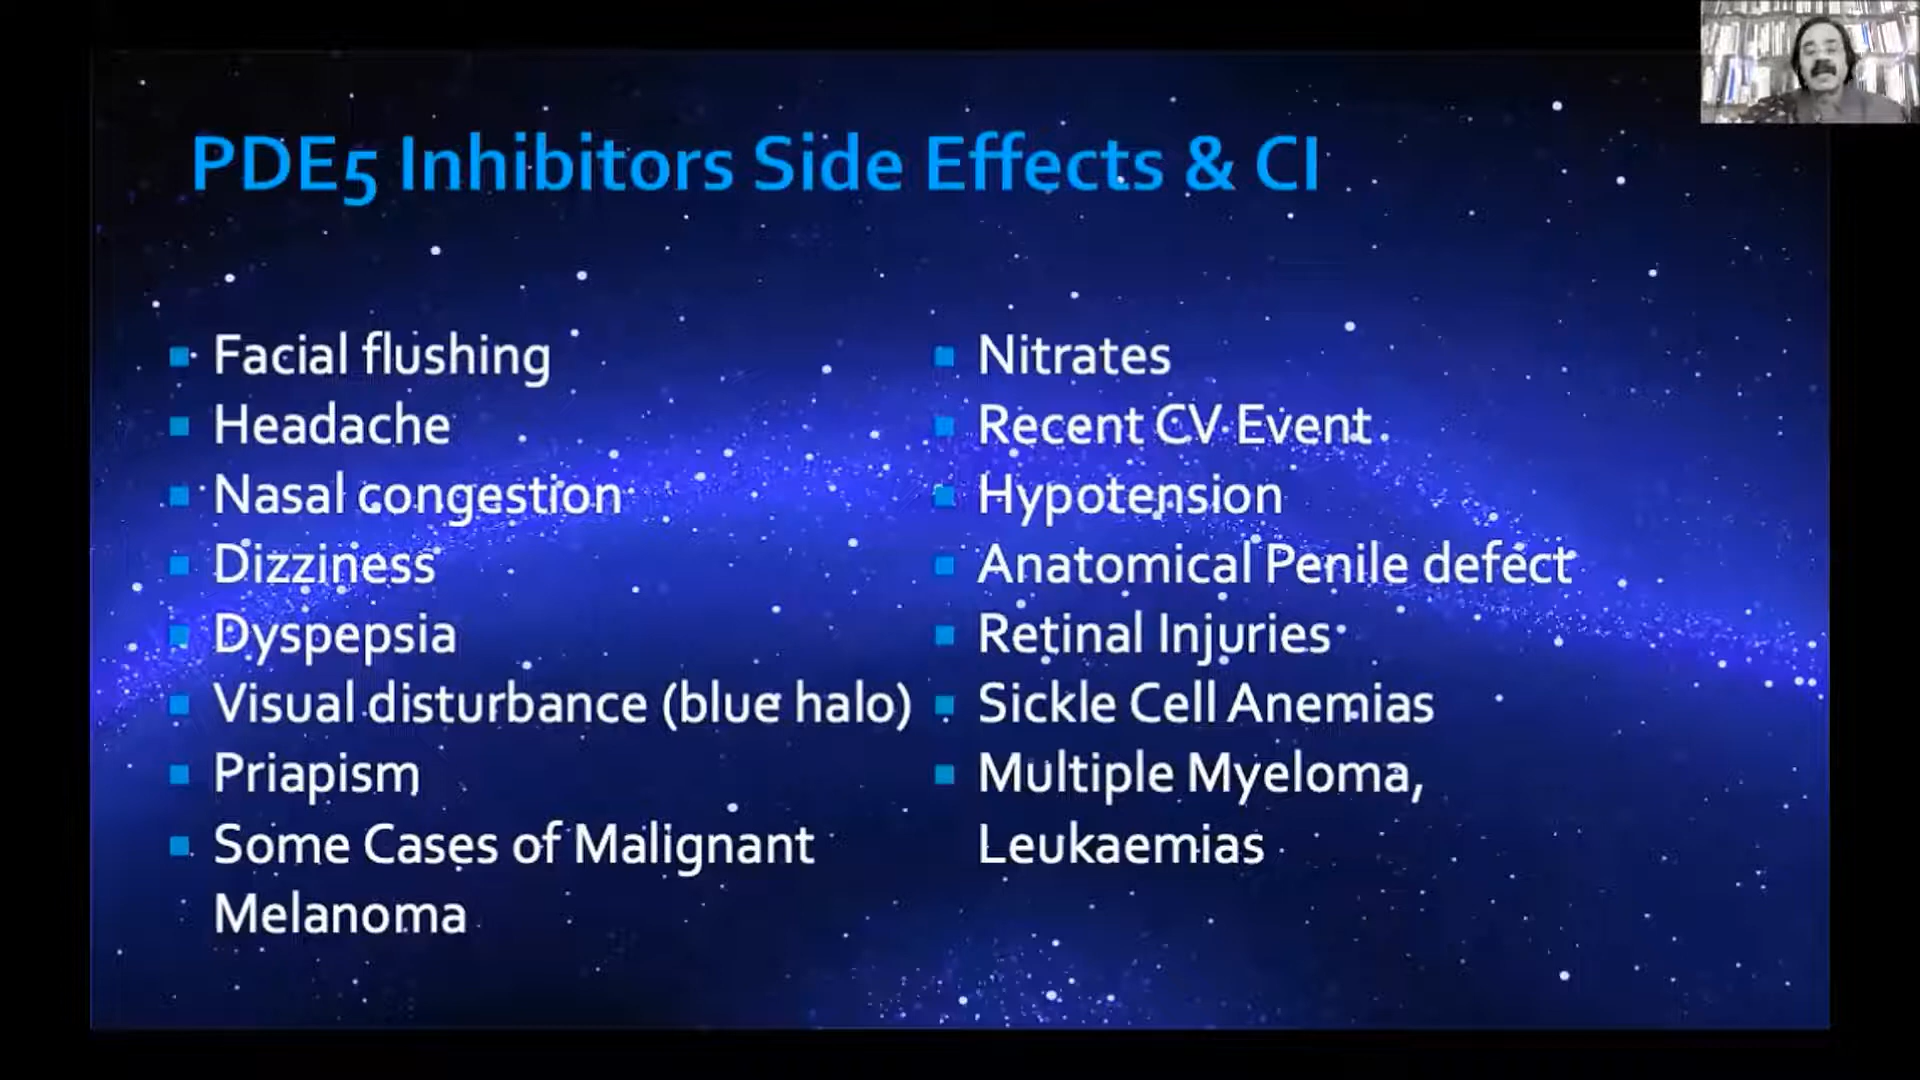 PDE5 Inhibitors Side Effects & CI
Facial flushing
Headache
Nasal congestion
Dizziness
Dyspepsia
Visual disturbance (blue halo)
Priapism
Some Cases of Malignant
Melanoma
Nitrates
Recent CV Event
Hypotension
Anatomical Penile defect
Retinal Injuries
Sickle Cell Anemias
Multiple Myeloma,
Leukaemias